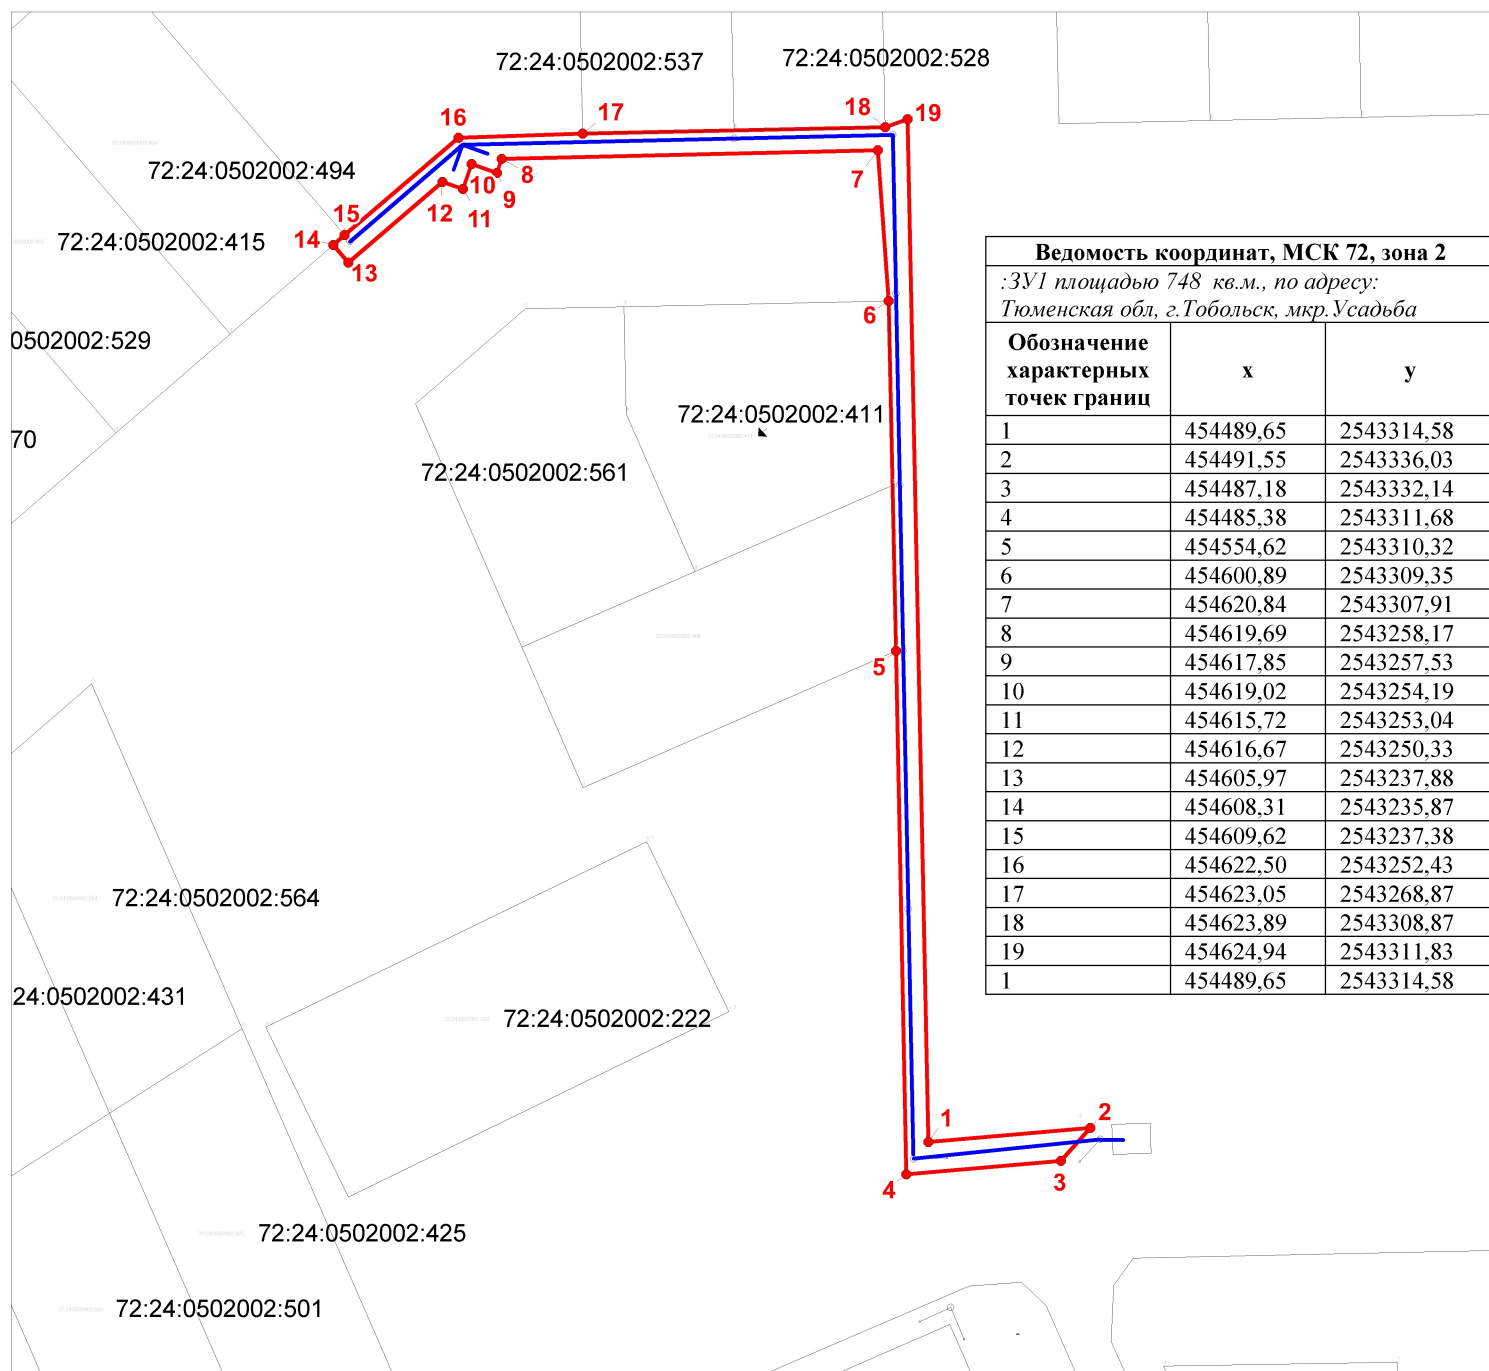 72:24:0502002:537
72:24:0502002:528
16
17
18
19
72:24:0502002:494
7
8
9
10
11
12
15
14
13
72:24:0502002:415
6
0502002:529
70
72:24:0502002:411
72:24:0502002:561
5
72:24:0502002:564
24:0502002:431
72:24:0502002:222
1
2
3
4
72:24:0502002:425
72:24:0502002:501
Ведомость координат, МСК 72, зона 2
:ЗУ1 площадью 748 кв.м., по адресу:
Тюменская обл, г.Тобольск, мкр.Усадьба
Обозначение
характерных
точек границ
x
y
1 454489,65 2543314,58
2 454491,55 2543336,03
3 454487,18 2543332,14
4 454485,38 2543311,68
5 454554,62 2543310,32
6 454600,89 2543309,35
7 454620,84 2543307,91
8 454619,69 2543258,17
9 454617,85 2543257,53
10 454619,02 2543254,19
11 454615,72 2543253,04
12 454616,67 2543250,33
13 454605,97 2543237,88
14 454608,31 2543235,87
15 454609,62 2543237,38
16 454622,50 2543252,43
17 454623,05 2543268,87
18 454623,89 2543308,87
19 454624,94 2543311,83
1 454489,65 2543314,58